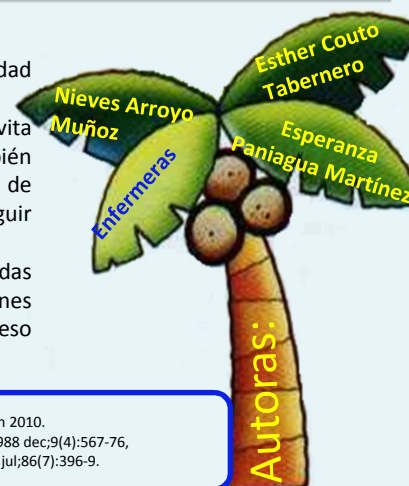 dad
vita
bién
de
guir
das
nes
eso
n 2010.
988 dec;9(4):567-76,
jul;86(7):396-9.
Esther Couto
Tabernero
Nieves Arroyo
Muñoz
Esperanza
Paniagua Martínez
Enfermeras
Autoras: